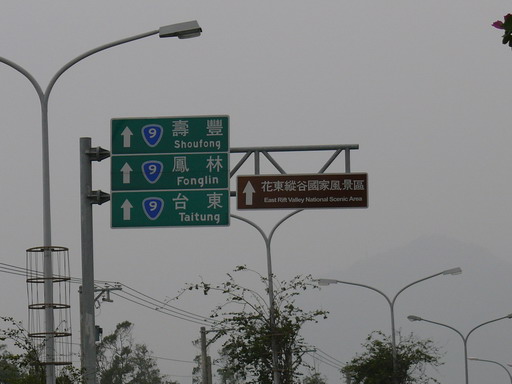 9 壽豐
Shoufong
9 鳳林
Fonglin
9 台東
Taitung
花東縱谷國家風景區
East Rift Valley National Scenic Area